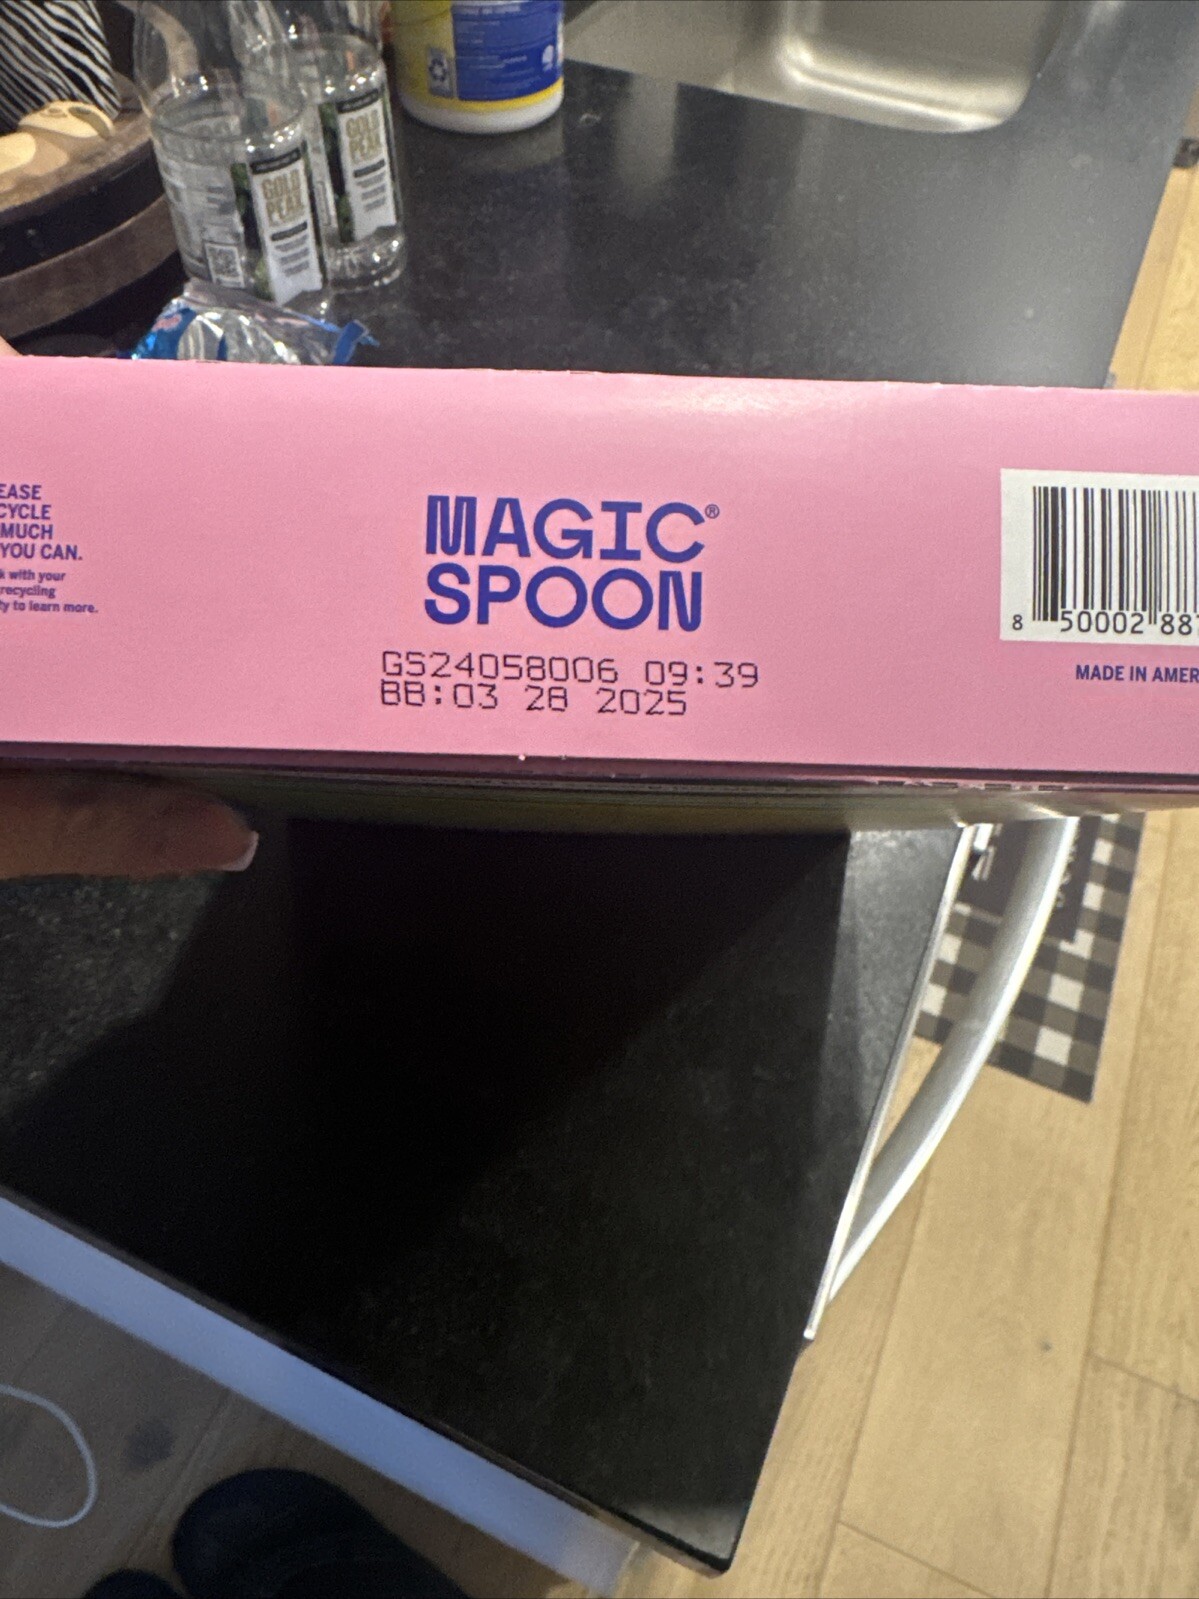 GOLD
PEAK
GOLD
PEAK
EASE
CYCLE
MUCH
YOU CAN.
k with your
recycling
ty to learn more.
MAGIC®
SPOON
GS24058006 09:39
BB:03 28 2025
8 50002 88
MADE IN AMER